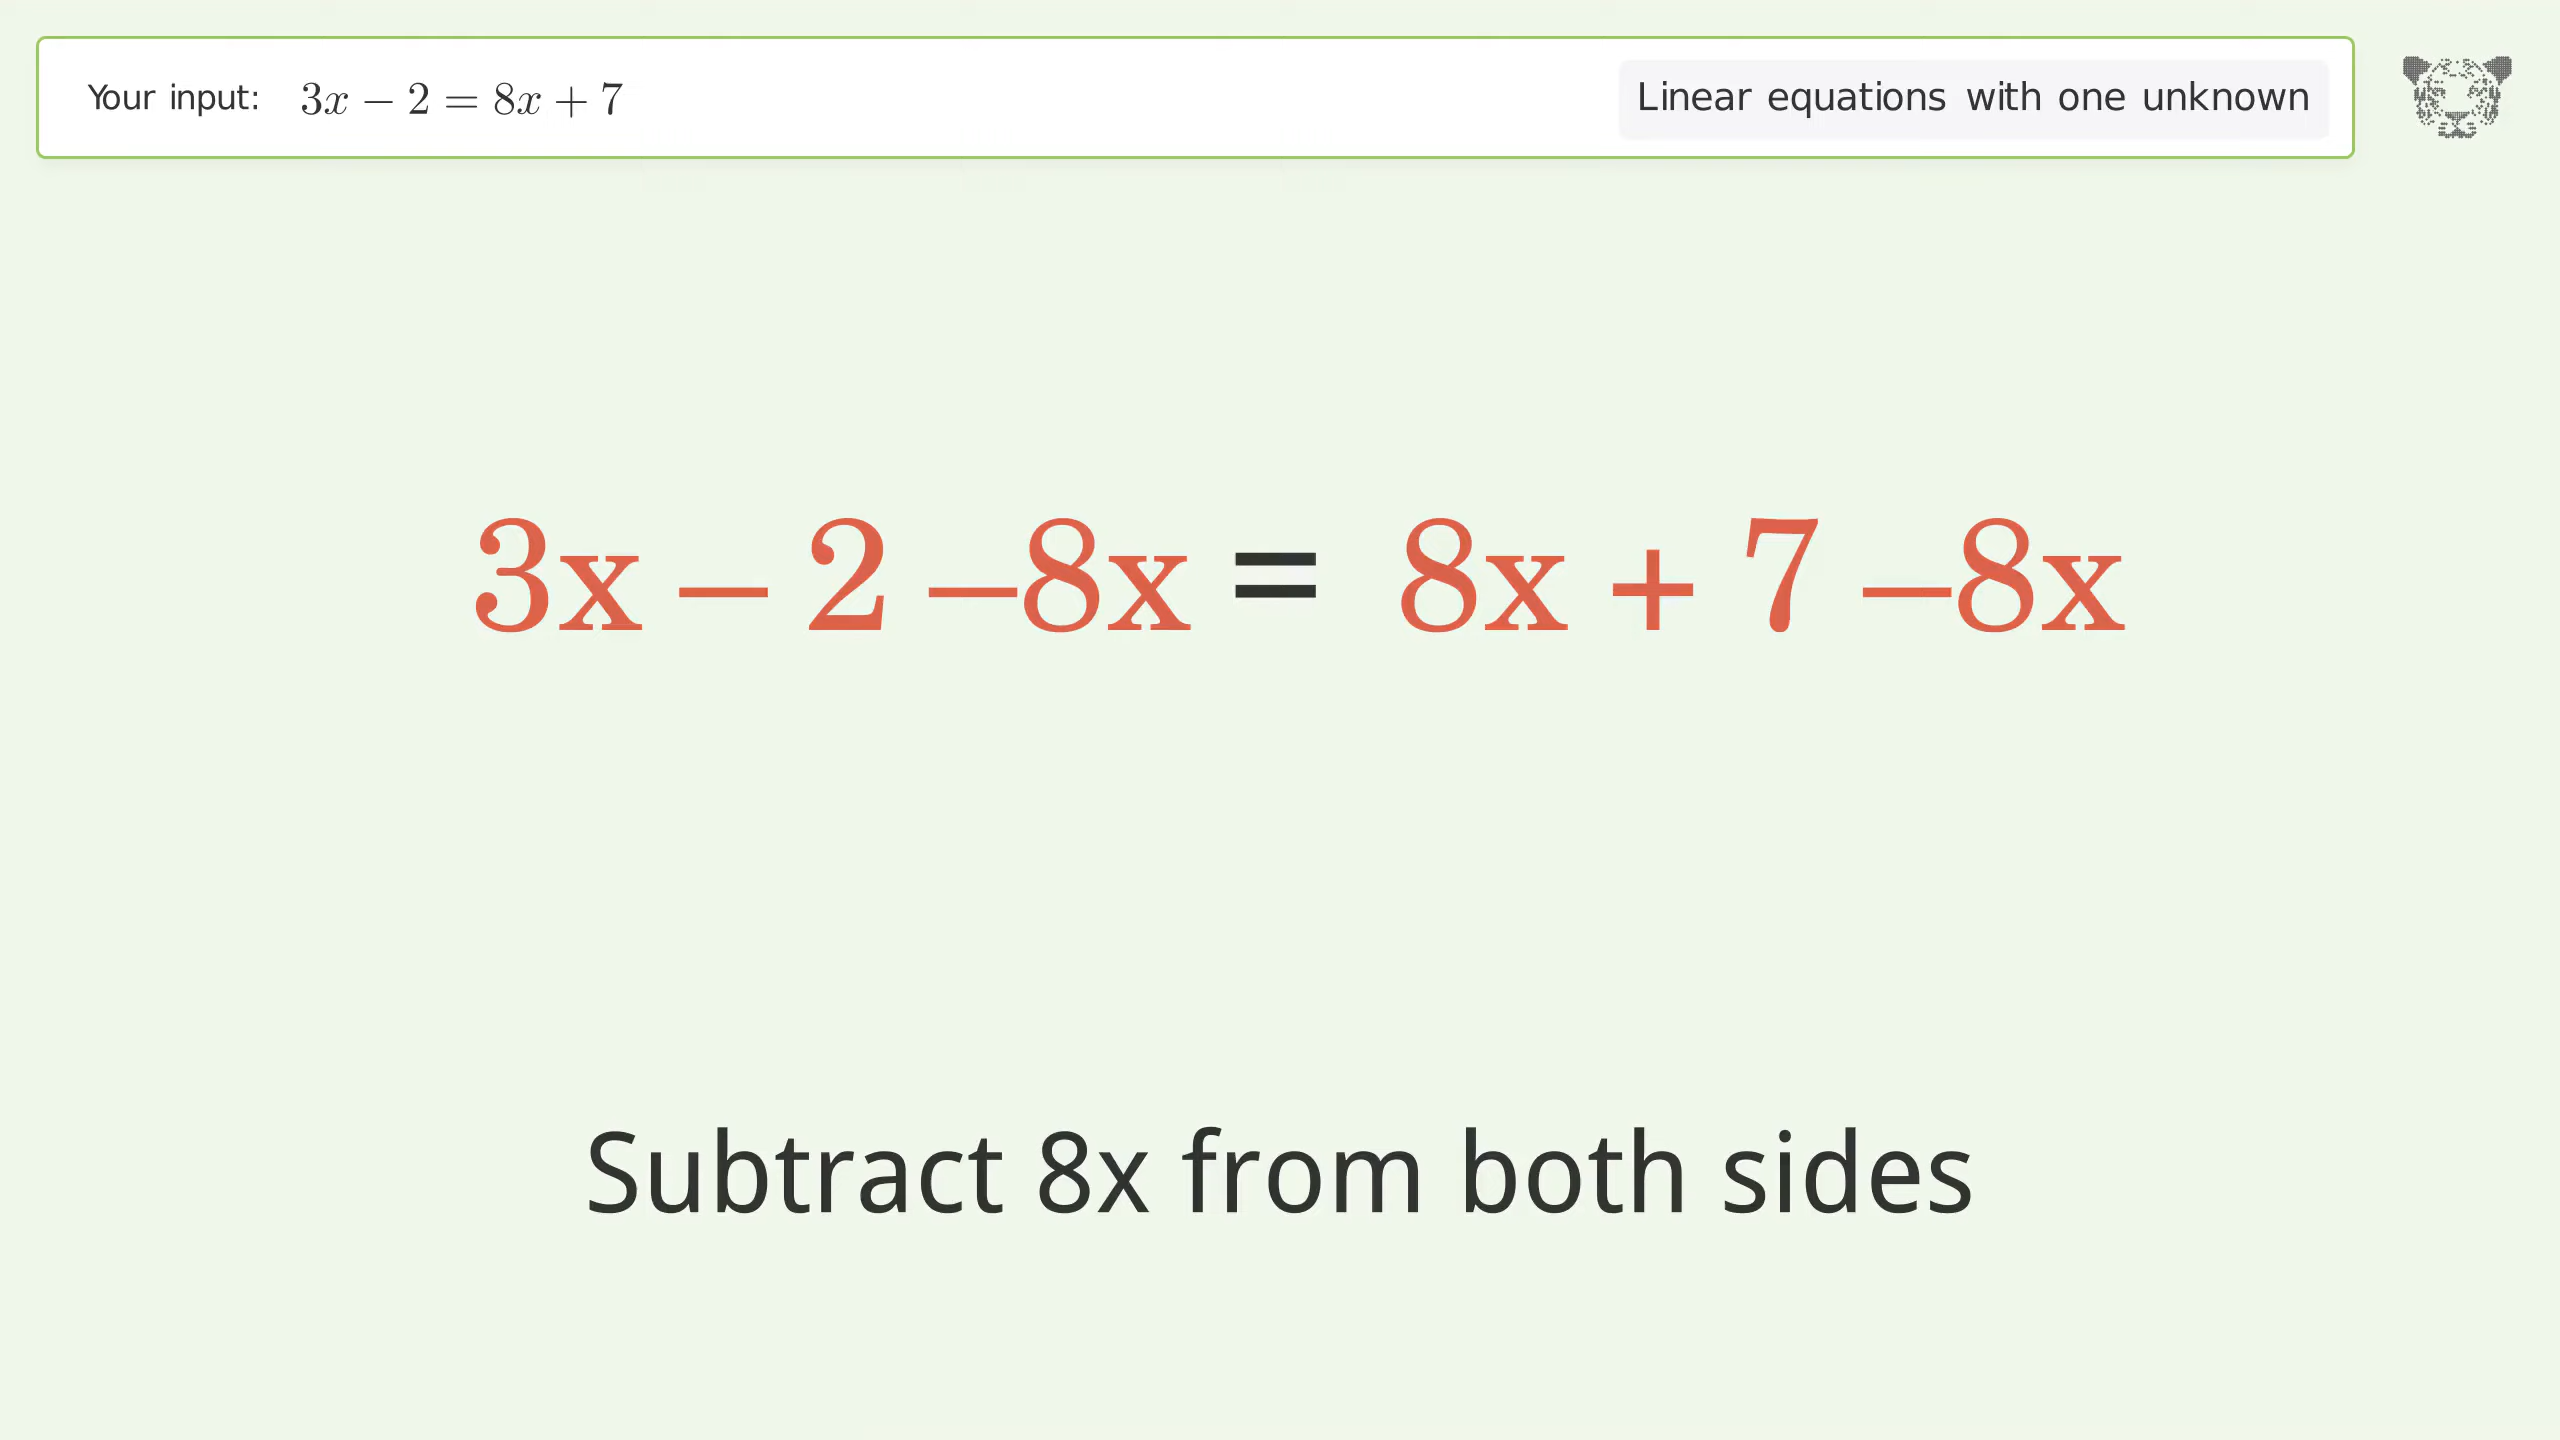 Your input: 3x − 2 = 8x + 7
Linear equations with one unknown
3x − 2 −8x = 8x + 7 −8x
Subtract 8x from both sides